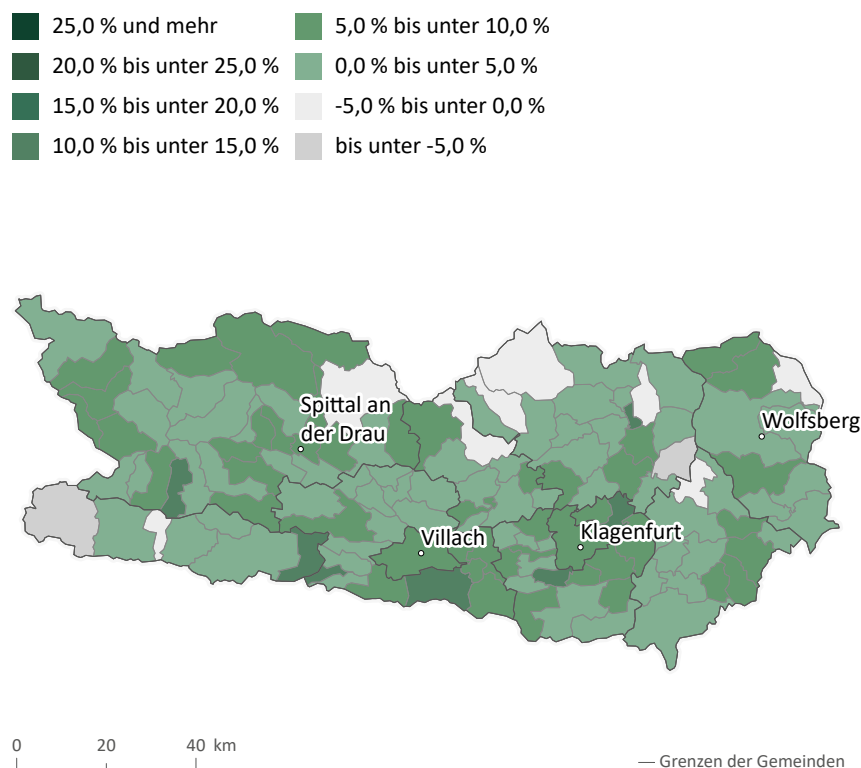 25,0 % und mehr
20,0 % bis unter 25,0 %
15,0 % bis unter 20,0 %
10,0 % bis unter 15,0 %
5,0 % bis unter 10,0 %
0,0 % bis unter 5,0 %
-5,0 % bis unter 0,0 %
bis unter -5,0 %
Spittal an
der Drau
Wolfsberg
Villach
Klagenfurt
0 20 40 km
— Grenzen der Gemeinden